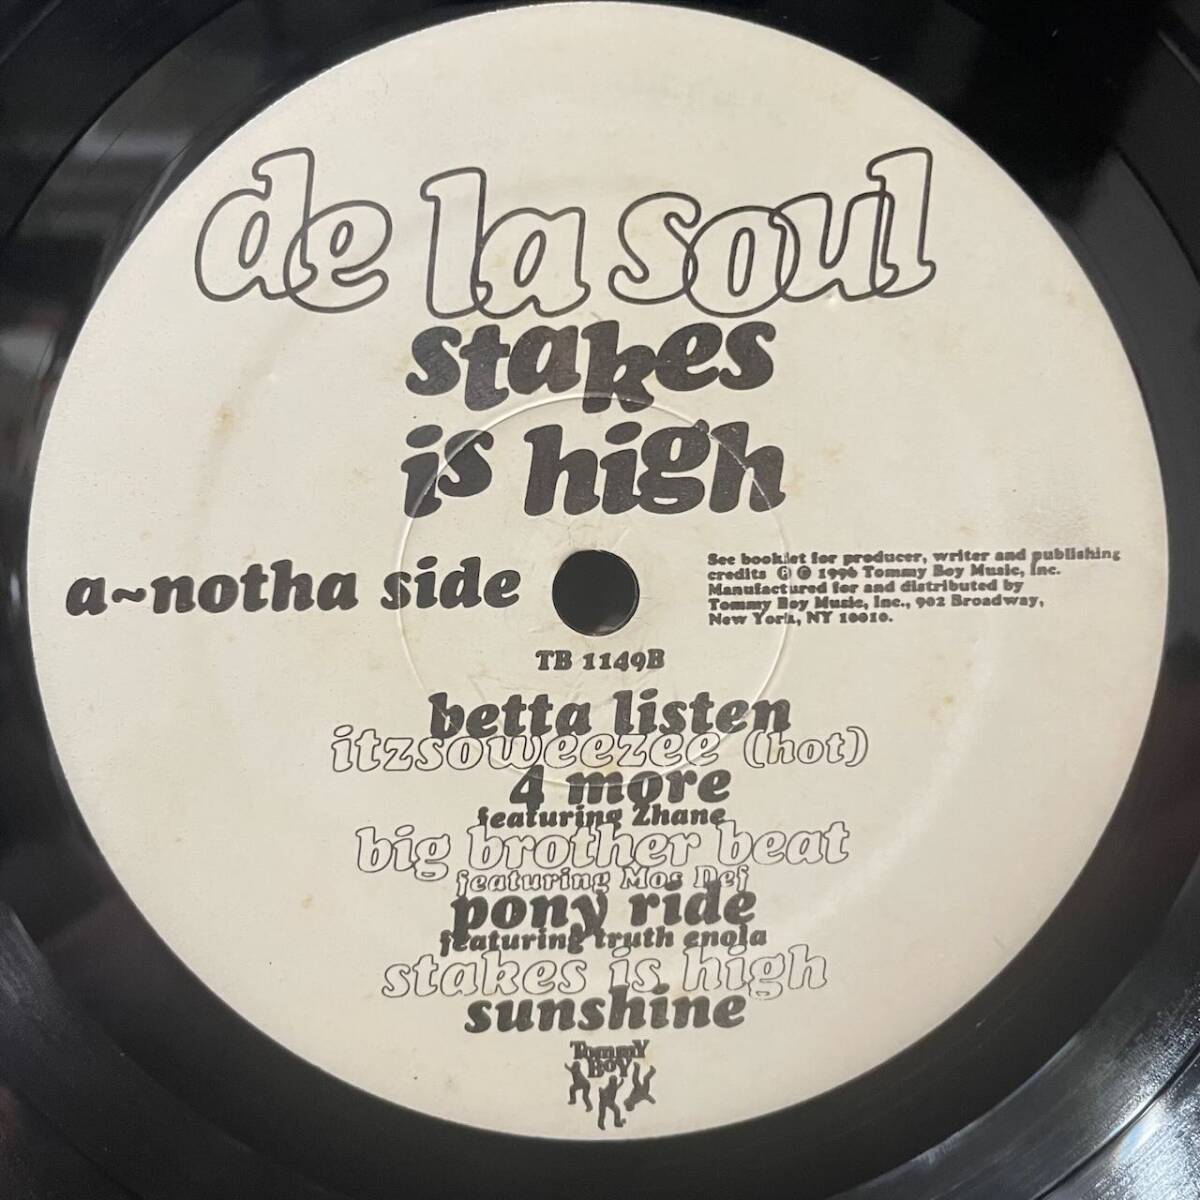 de la soul
stakes
is high
a~notha side
See booklet for producer, writer and publishing
credits ℗ © 1996 Tommy Boy Music, Inc.
Manufactured for and distributed by
Tommy Boy Music, Inc., 902 Broadway,
New York, NY 10010.
TB 1149B
betta listen
itzsoweezee (hot)
4 more
featuring Zhane
big brother beat
featuring Mos Def
pony ride
featuring truth enola
stakes is high
sunshine
Tommy
Boy